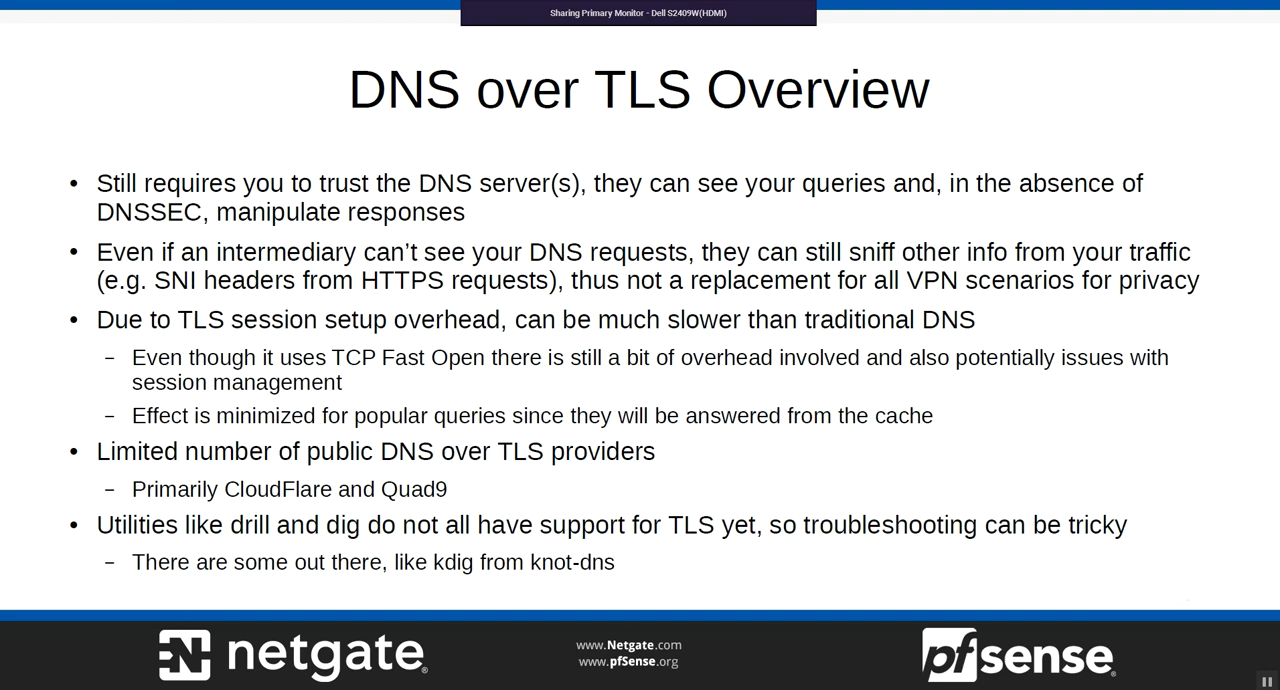 Sharing Primary Monitor - Dell S2409W(HDMI)
DNS over TLS Overview
• Still requires you to trust the DNS server(s), they can see your queries and, in the absence of
DNSSEC, manipulate responses
• Even if an intermediary can’t see your DNS requests, they can still sniff other info from your traffic
(e.g. SNI headers from HTTPS requests), thus not a replacement for all VPN scenarios for privacy
• Due to TLS session setup overhead, can be much slower than traditional DNS
– Even though it uses TCP Fast Open there is still a bit of overhead involved and also potentially issues with
session management
– Effect is minimized for popular queries since they will be answered from the cache
• Limited number of public DNS over TLS providers
– Primarily CloudFlare and Quad9
• Utilities like drill and dig do not all have support for TLS yet, so troubleshooting can be tricky
– There are some out there, like kdig from knot-dns
netgate®
www.Netgate.com
www.pfSense.org
pfsense®